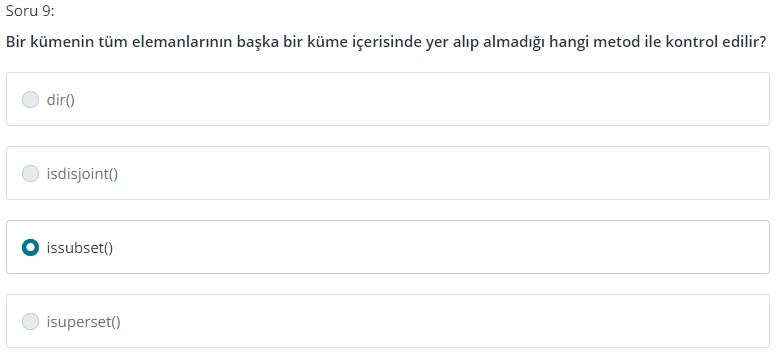 Soru 9:
Bir kümenin tüm elemanlarının başka bir küme içerisinde yer alıp almadığı hangi metod ile kontrol edilir?
dir()
isdisjoint()
issubset()
isuperset()